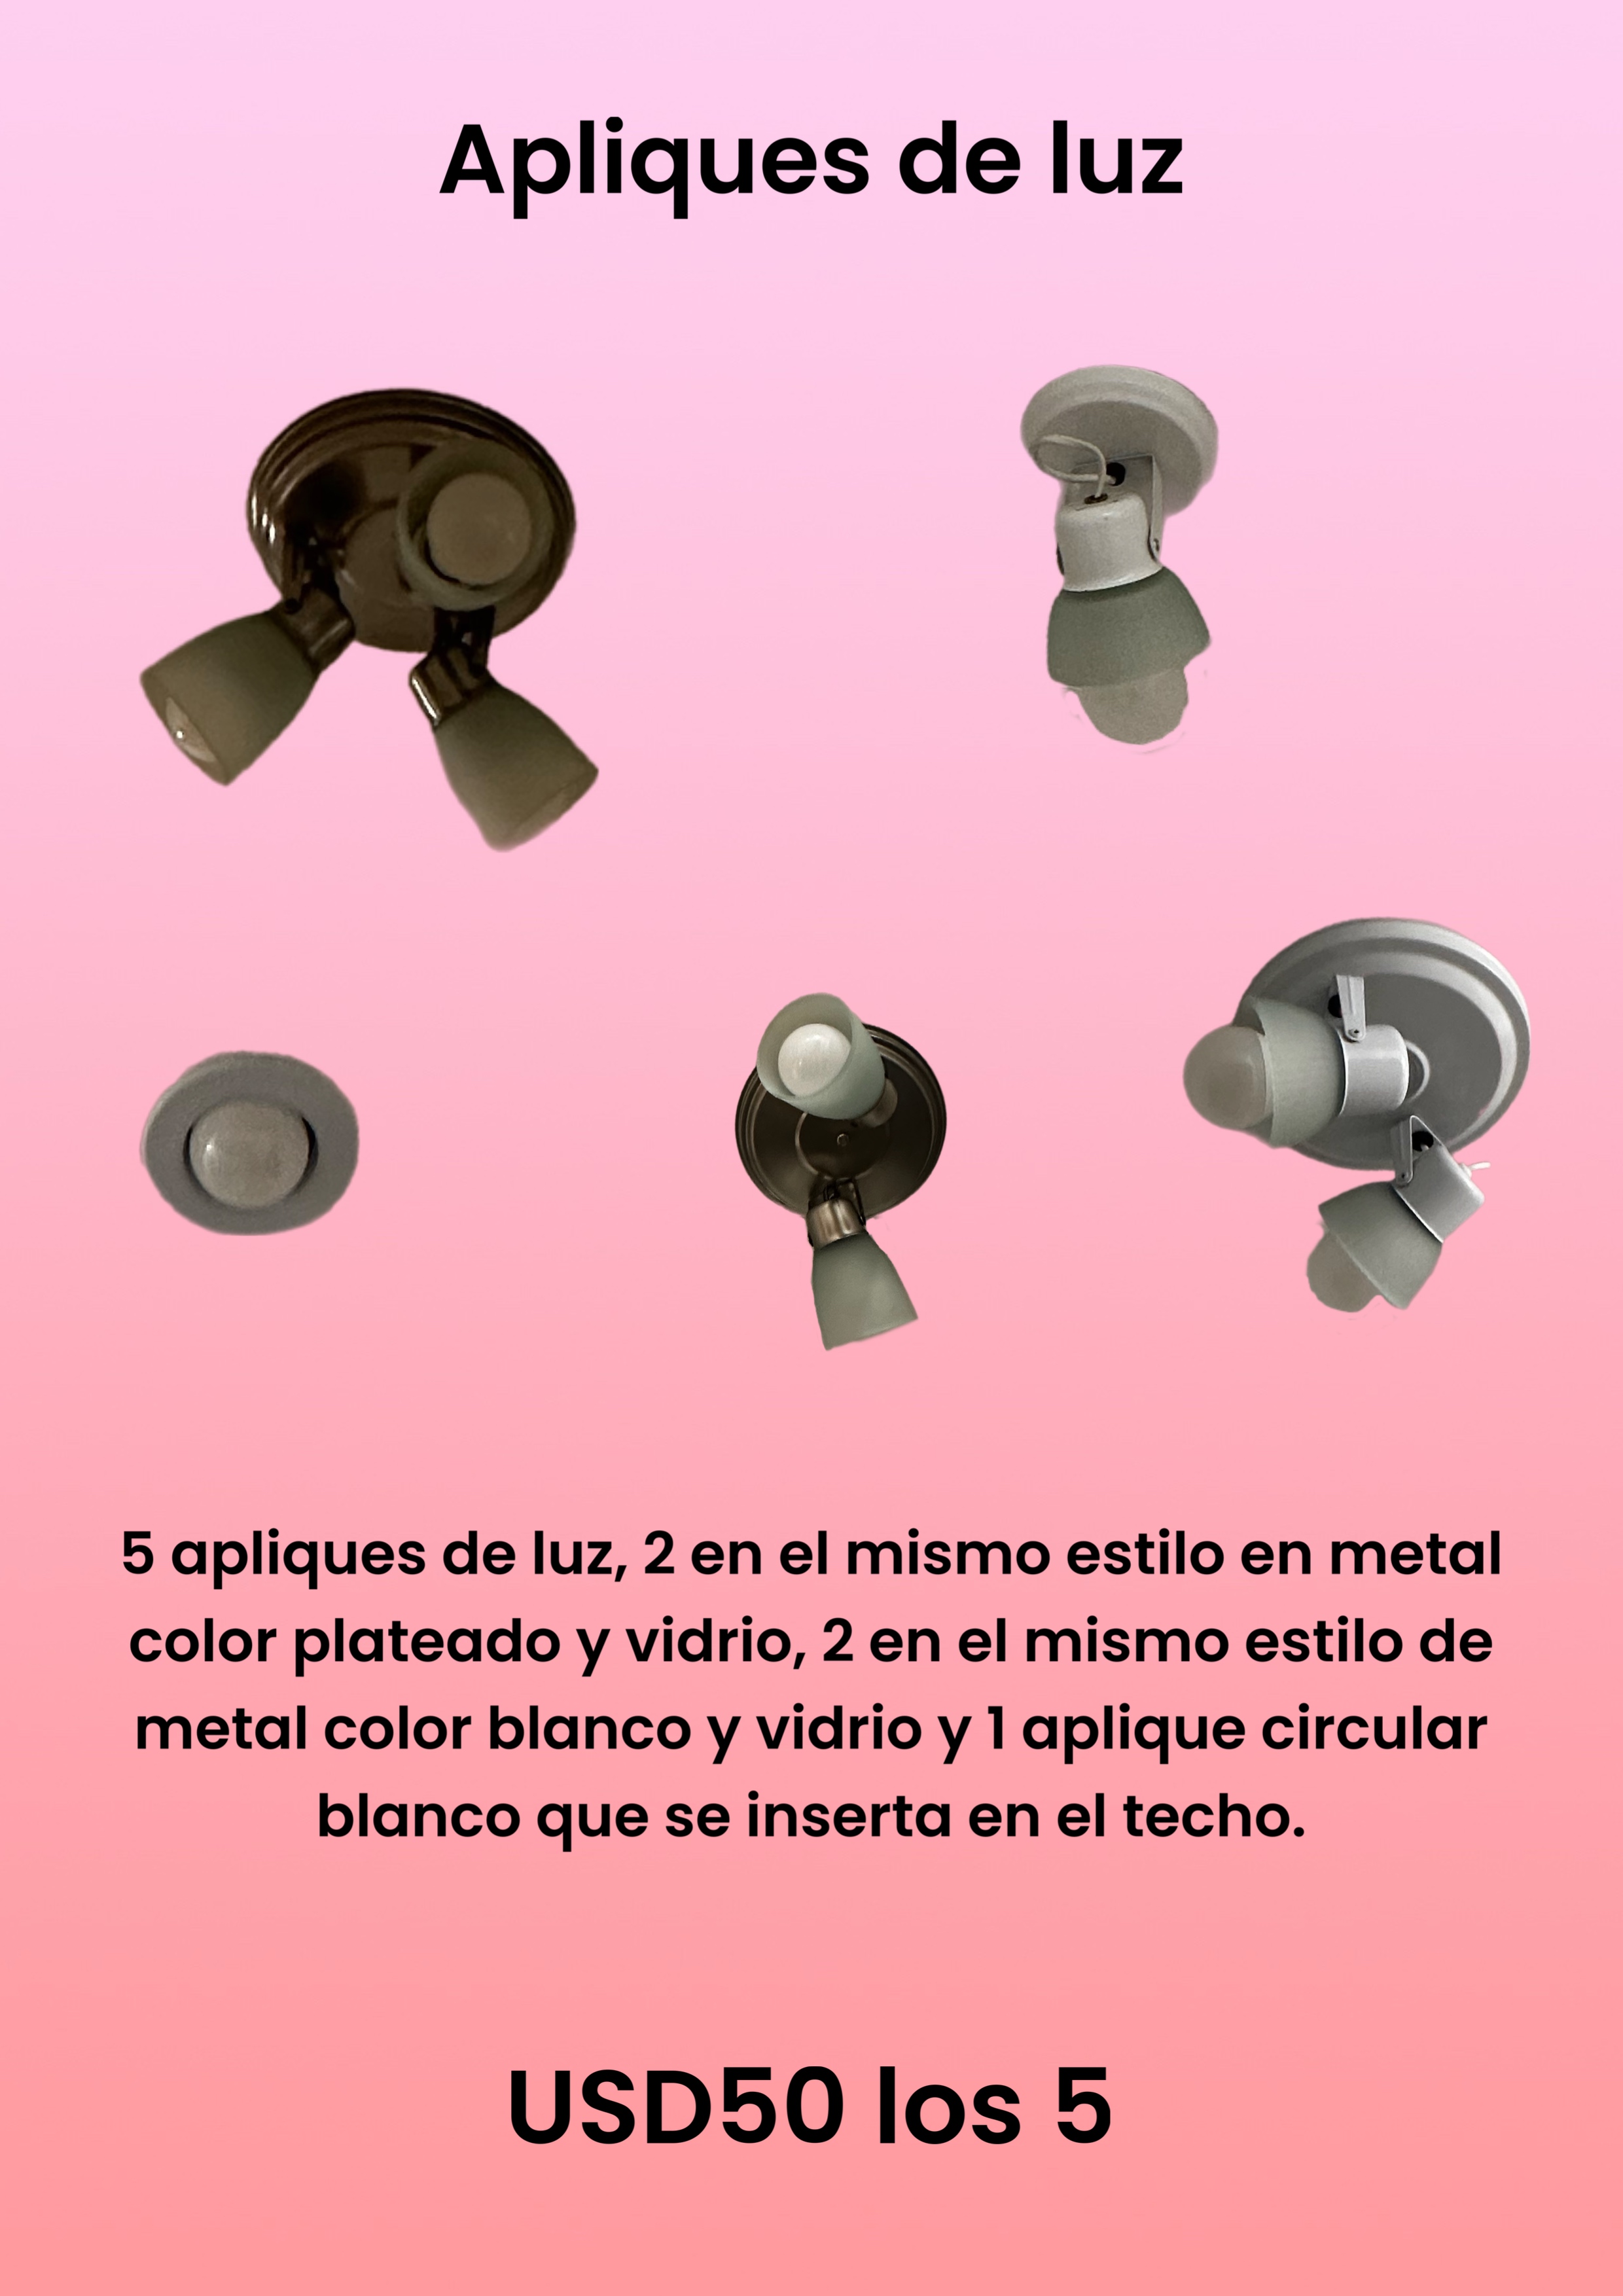 Apliques de luz
5 apliques de luz, 2 en el mismo estilo en metal
color plateado y vidrio, 2 en el mismo estilo de
metal color blanco y vidrio y 1 aplique circular
blanco que se inserta en el techo.
USD50 los 5